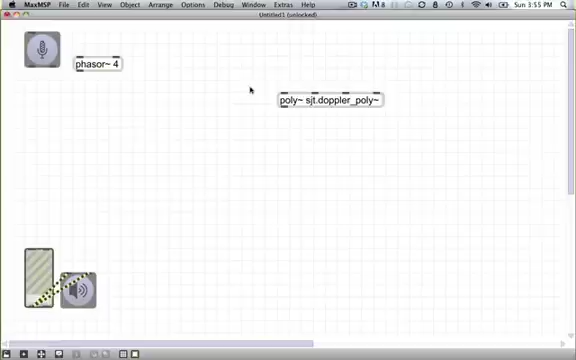 MaxMSP File Edit View Object Arrange Options Debug Window Extras Help 8 Sun 3:55 PM
Untitled1 (unlocked)
phasor~ 4
poly~ sjt.doppler_poly~